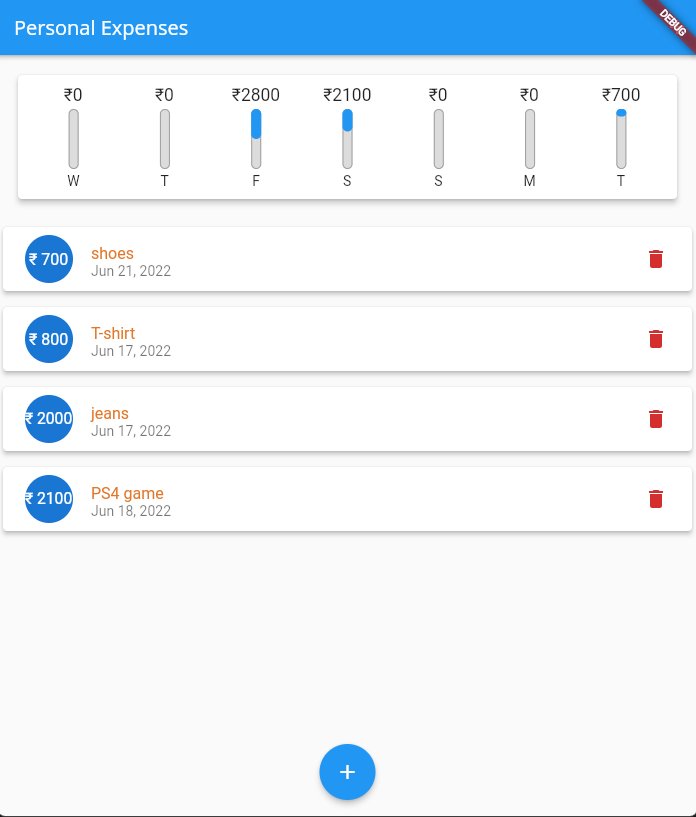 Personal Expenses
DEBUG
₹0 ₹0 ₹2800 ₹2100 ₹0 ₹0 ₹700
W T F S S M T
₹ 700
shoes
Jun 21, 2022
₹ 800
T-shirt
Jun 17, 2022
₹ 2000
jeans
Jun 17, 2022
₹ 2100
PS4 game
Jun 18, 2022
+